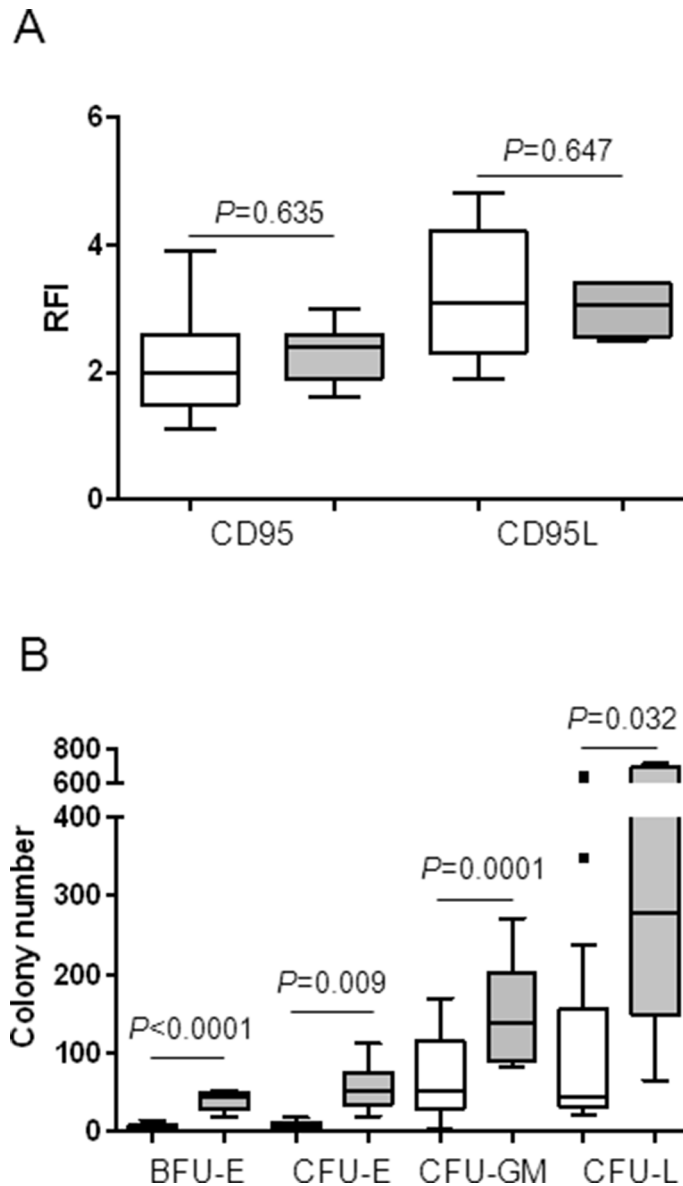 A
6
P=0.647
P=0.635
4
RFI
2
0
CD95 CD95L
B
P=0.032
800
600
400
P=0.0001
Colony number
300
200
P=0.009
P<0.0001
100
0
BFU-E CFU-E CFU-GM CFU-L